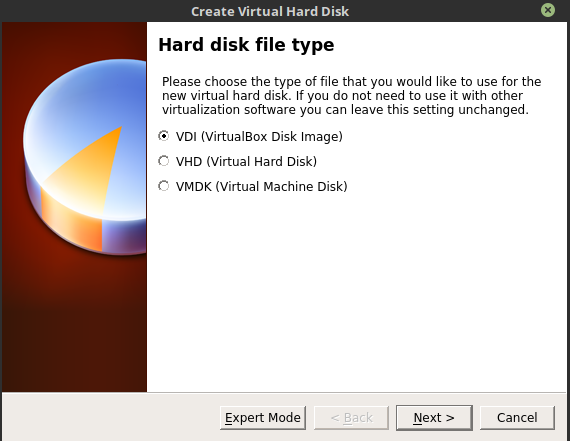 Create Virtual Hard Disk
Hard disk file type
Please choose the type of file that you would like to use for the
new virtual hard disk. If you do not need to use it with other
virtualization software you can leave this setting unchanged.
VDI (VirtualBox Disk Image)
VHD (Virtual Hard Disk)
VMDK (Virtual Machine Disk)
Expert Mode
< Back
Next >
Cancel